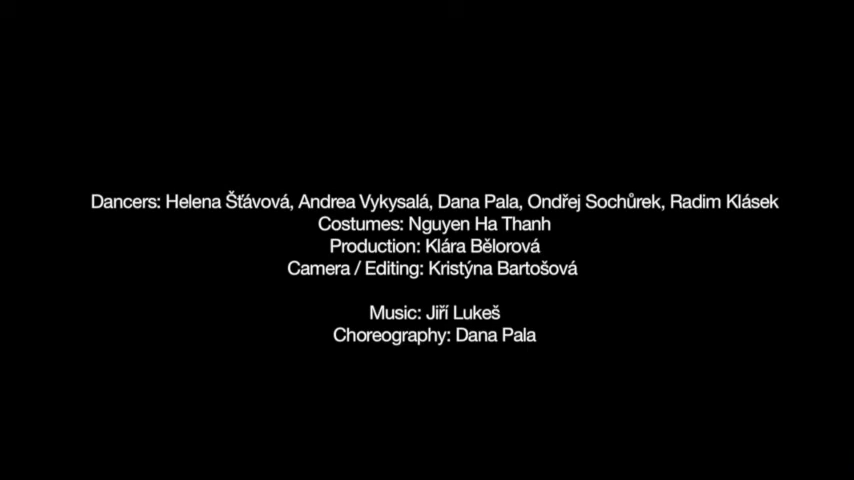 Dancers: Helena Šťávová, Andrea Vykysalá, Dana Pala, Ondřej Sochůrek, Radim Klásek
Costumes: Nguyen Ha Thanh
Production: Klára Bělorová
Camera / Editing: Kristýna Bartošová
Music: Jiří Lukeš
Choreography: Dana Pala